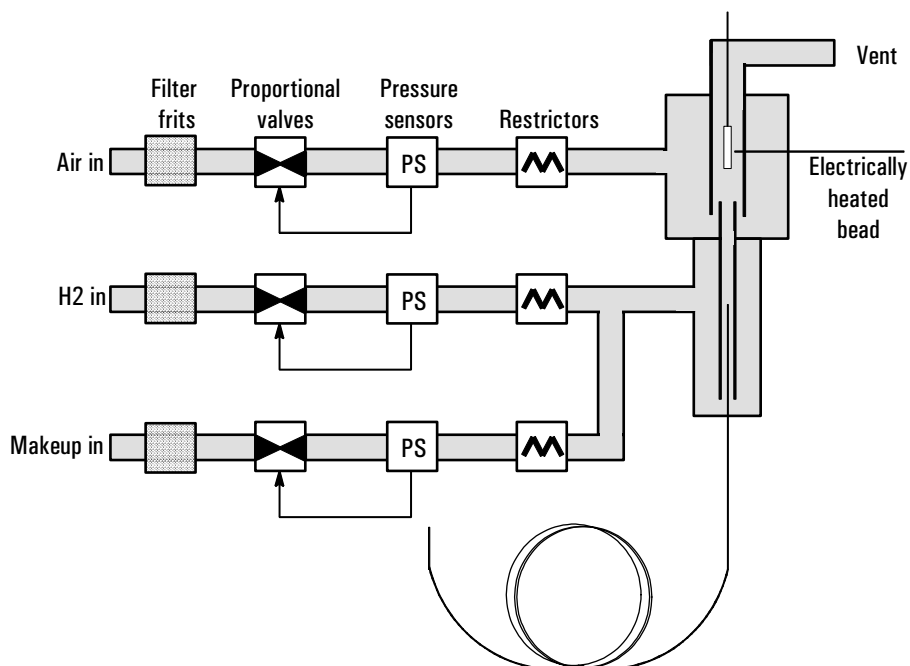 Vent
Filter
frits
Proportional
valves
Pressure
sensors
Restrictors
Air in
PS
Electrically
heated
bead
H2 in
PS
Makeup in
PS